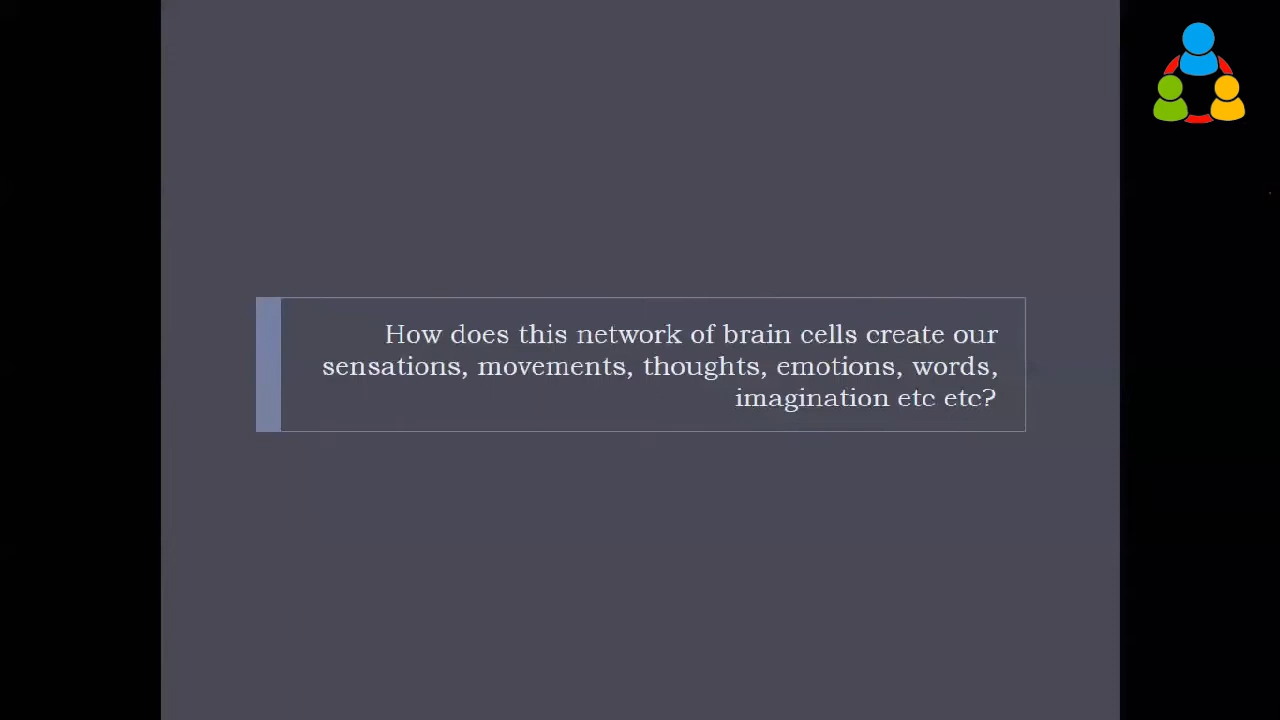 How does this network of brain cells create our
sensations, movements, thoughts, emotions, words,
imagination etc etc?